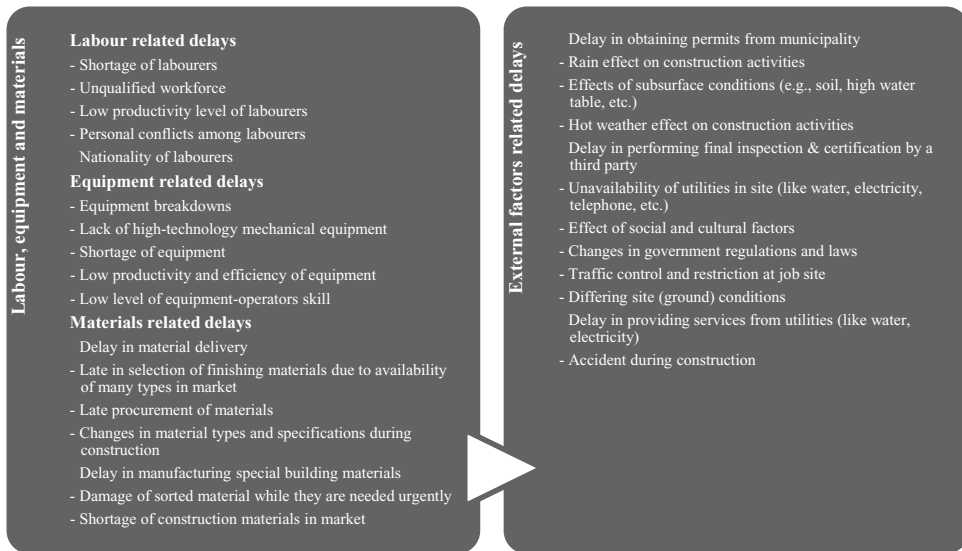 Labour, equipment and materials
Labour related delays
- Shortage of labourers
- Unqualified workforce
- Low productivity level of labourers
- Personal conflicts among labourers
Nationality of labourers
Equipment related delays
- Equipment breakdowns
- Lack of high-technology mechanical equipment
- Shortage of equipment
- Low productivity and efficiency of equipment
- Low level of equipment-operators skill
Materials related delays
Delay in material delivery
- Late in selection of finishing materials due to availability
of many types in market
- Late procurement of materials
- Changes in material types and specifications during
construction
Delay in manufacturing special building materials
- Damage of sorted material while they are needed urgently
- Shortage of construction materials in market
External factors related delays
Delay in obtaining permits from municipality
- Rain effect on construction activities
- Effects of subsurface conditions (e.g., soil, high water
table, etc.)
- Hot weather effect on construction activities
Delay in performing final inspection & certification by a
third party
- Unavailability of utilities in site (like water, electricity,
telephone, etc.)
- Effect of social and cultural factors
- Changes in government regulations and laws
- Traffic control and restriction at job site
- Differing site (ground) conditions
Delay in providing services from utilities (like water,
electricity)
- Accident during construction